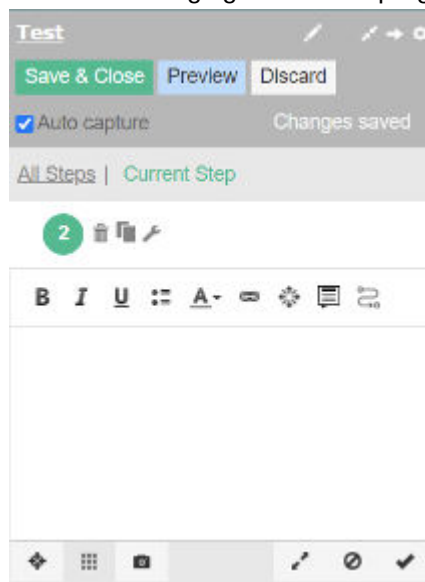 Test
Save & Close Preview Discard
Auto capture Changes saved
All Steps | Current Step
2
B I U A